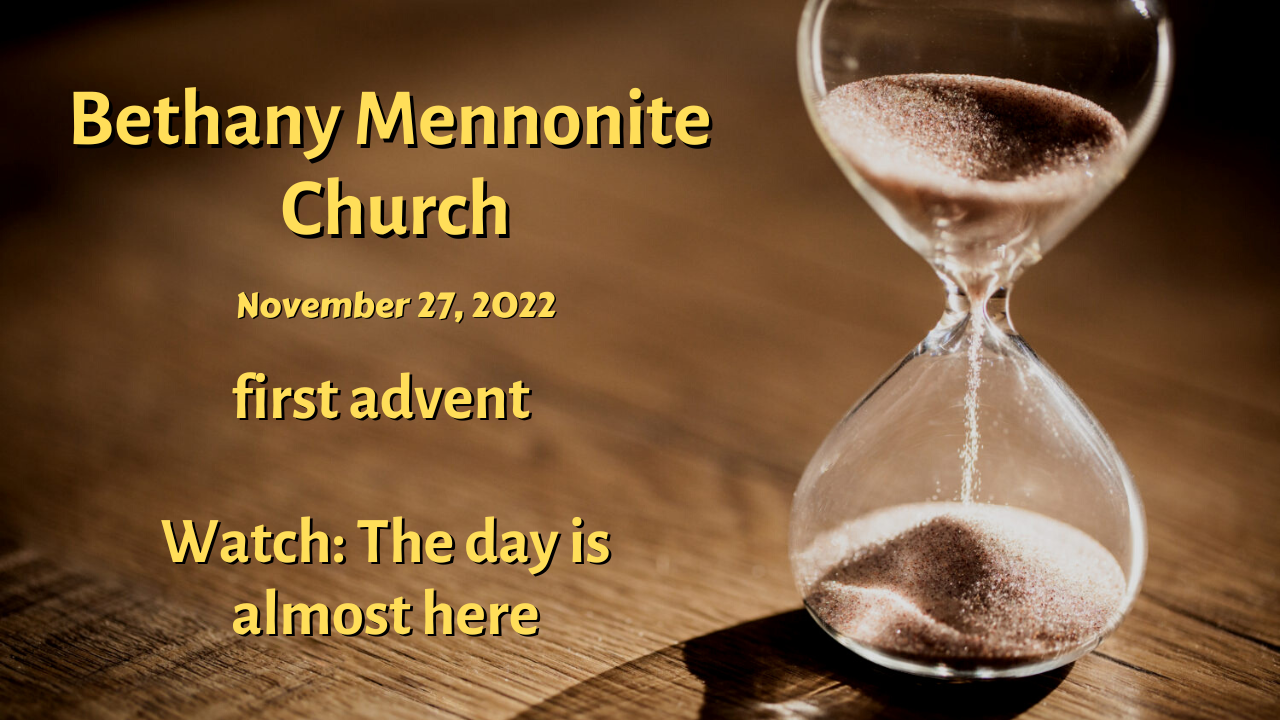 Bethany Mennonite
Church
November 27, 2022
first advent
Watch: The day is
almost here